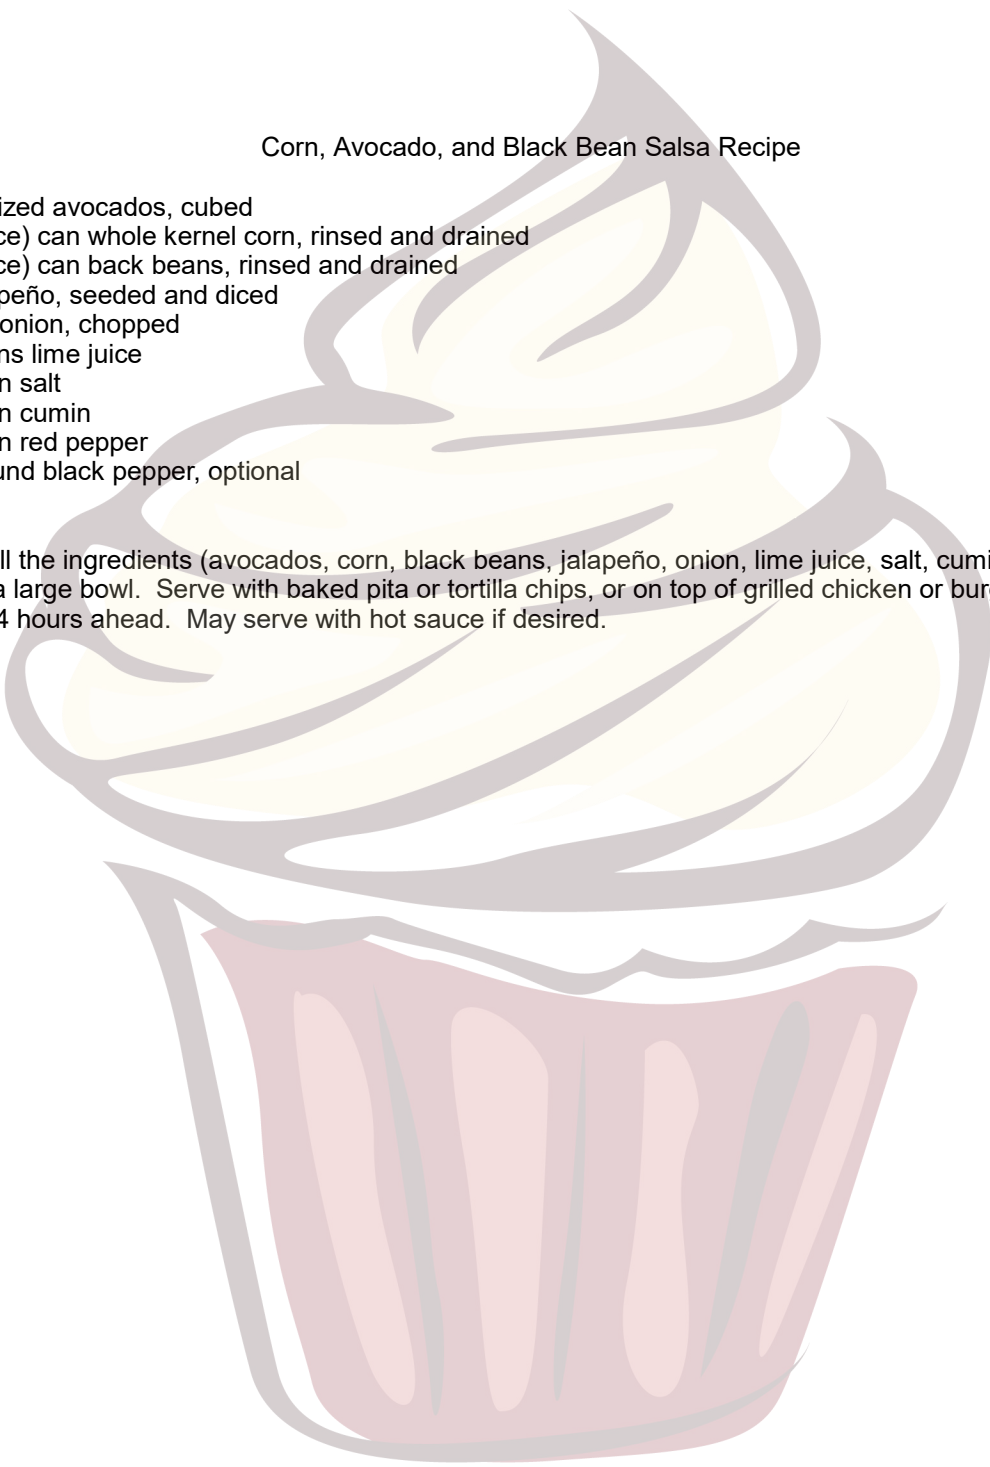 Corn, Avocado, and Black Bean Salsa Recipe
ized avocados, cubed
ce) can whole kernel corn, rinsed and drained
ce) can back beans, rinsed and drained
peño, seeded and diced
onion, chopped
ns lime juice
n salt
n cumin
n red pepper
und black pepper, optional
ll the ingredients (avocados, corn, black beans, jalapeño, onion, lime juice, salt, cumi
a large bowl.  Serve with baked pita or tortilla chips, or on top of grilled chicken or bur
4 hours ahead.  May serve with hot sauce if desired.